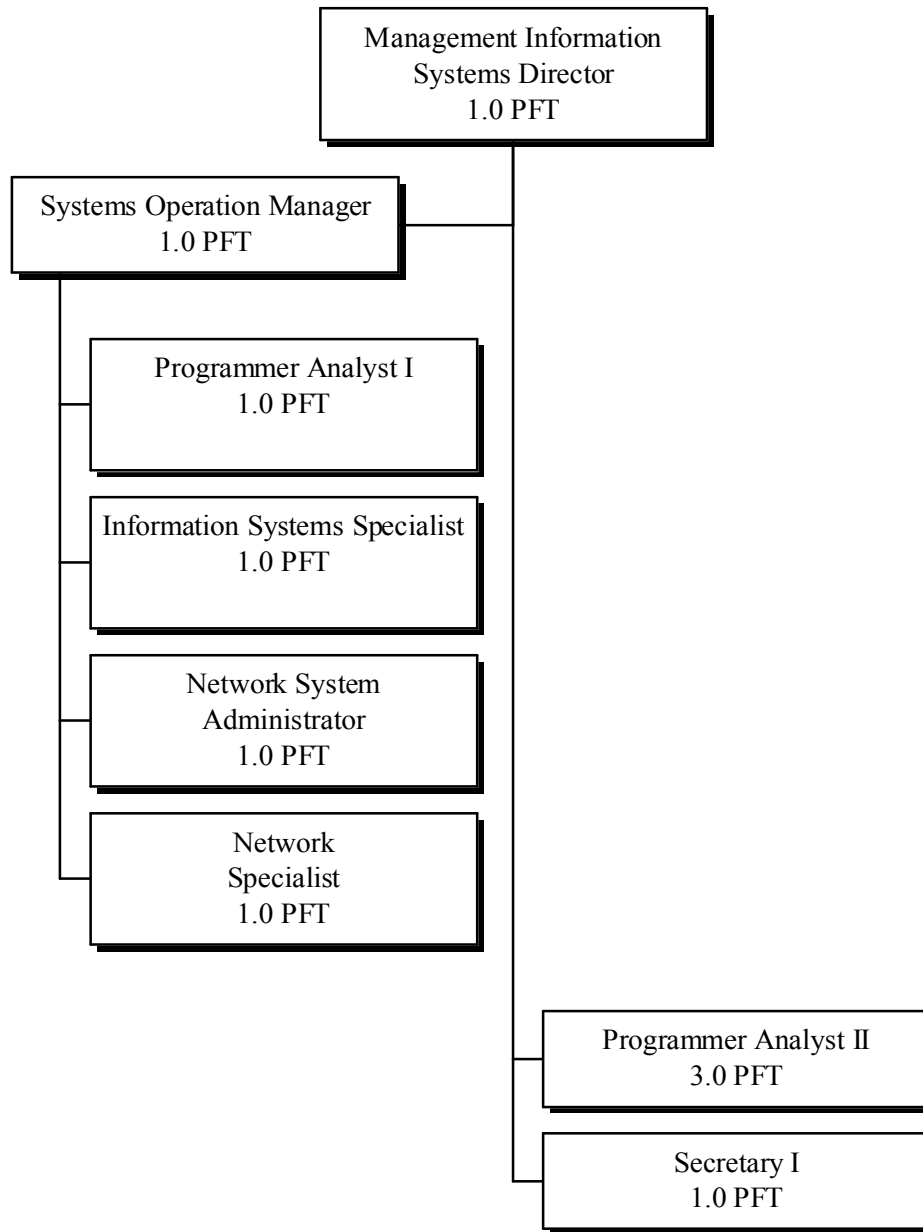 Management Information
Systems Director
1.0 PFT
Systems Operation Manager
1.0 PFT
Programmer Analyst I
1.0 PFT
Information Systems Specialist
1.0 PFT
Network System
Administrator
1.0 PFT
Network
Specialist
1.0 PFT
Programmer Analyst II
3.0 PFT
Secretary I
1.0 PFT